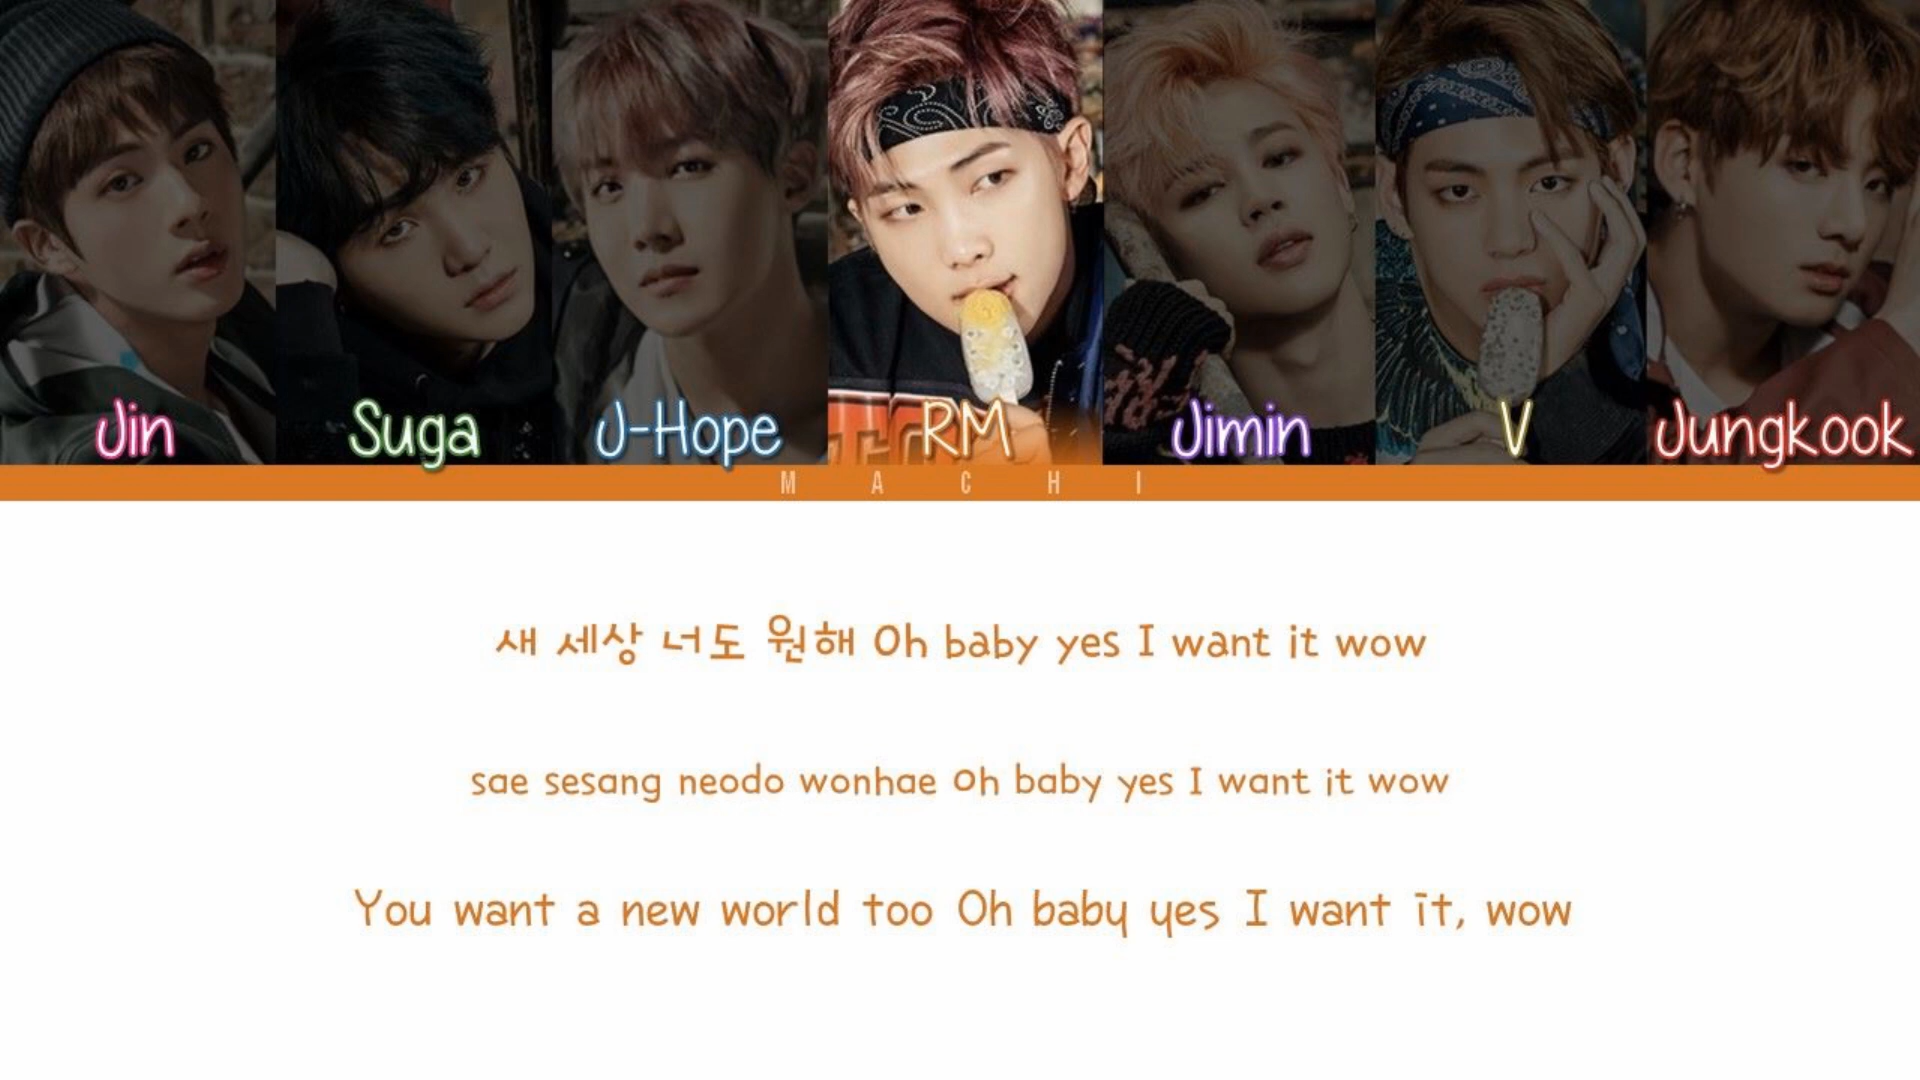 Jin Suga J-Hope RM Jimin V Jungkook
MACHI
새 세상 너도 원해 Oh baby yes I want it wow
sae sesang neodo wonhae Oh baby yes I want it wow
You want a new world too Oh baby yes I want it, wow